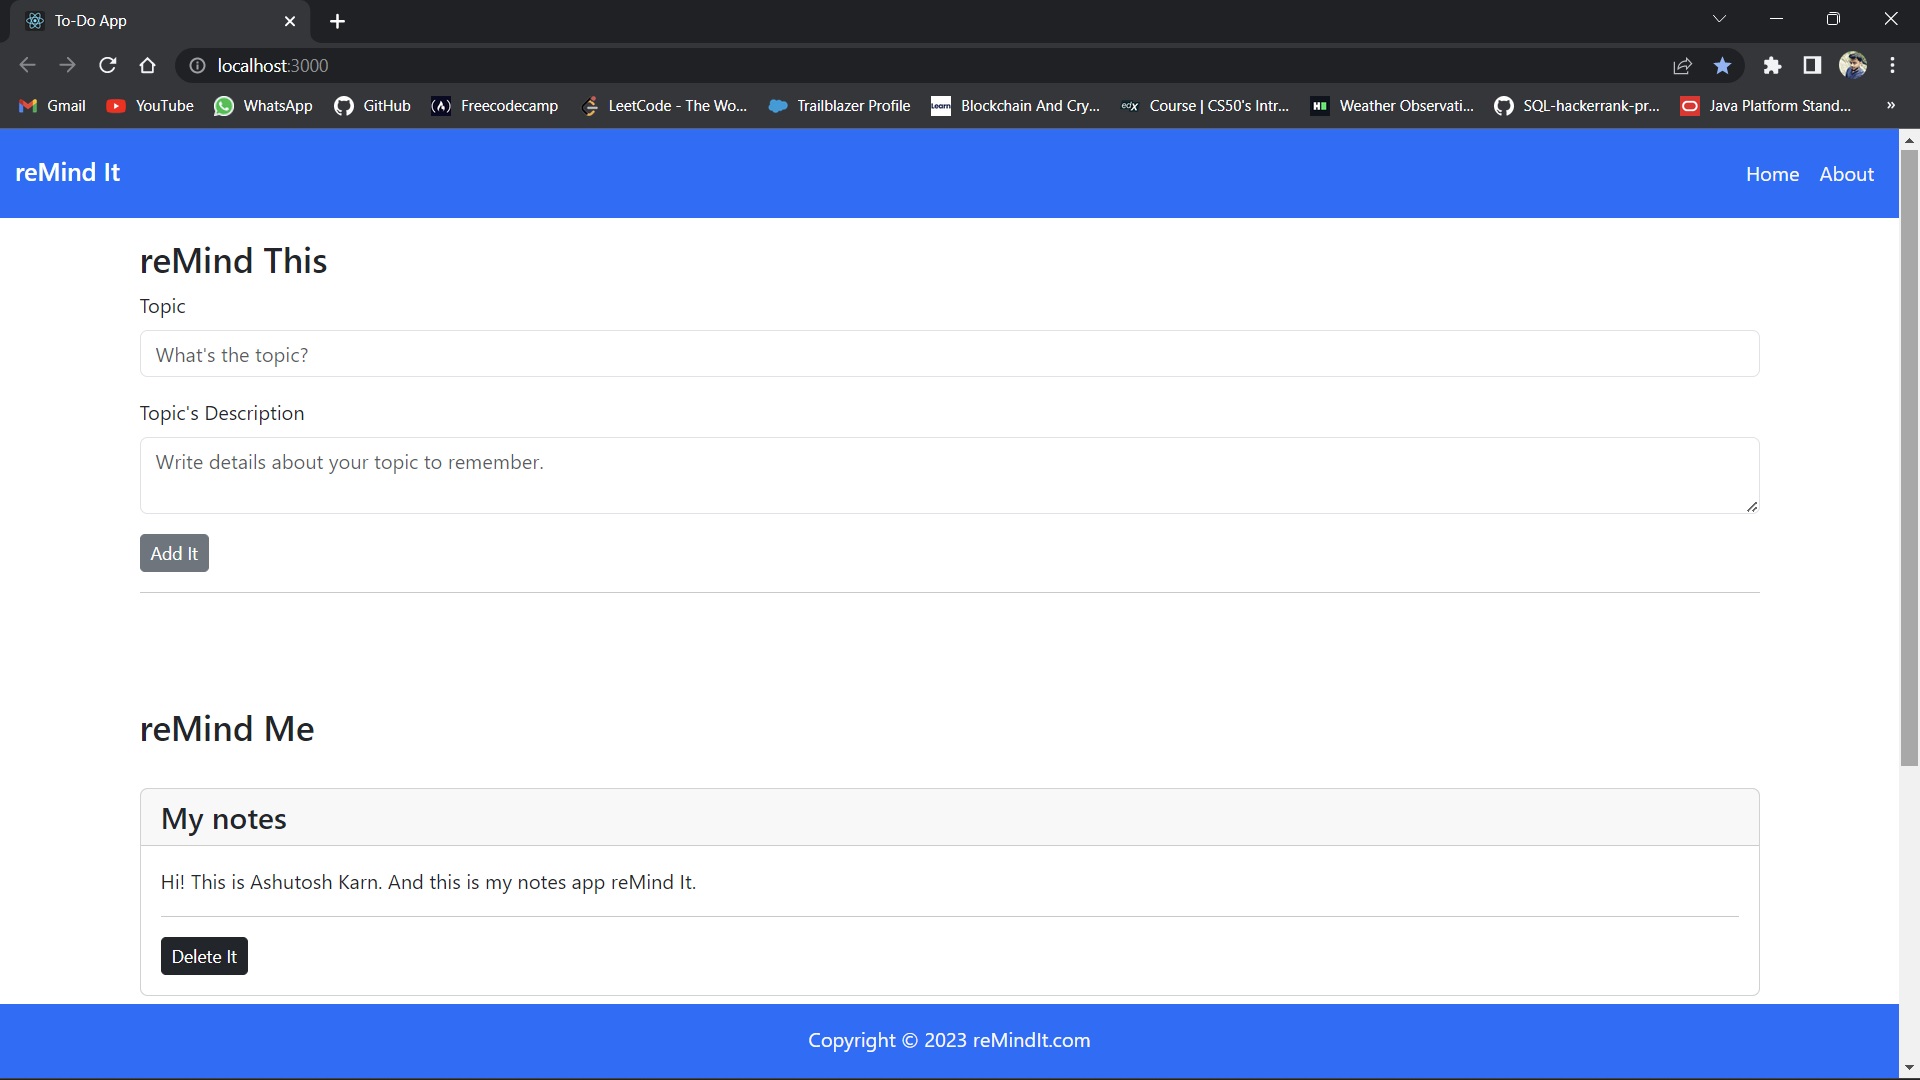 To-Do App
localhost:3000
Gmail YouTube WhatsApp GitHub Freecodecamp LeetCode - The Wo... Trailblazer Profile Learn Blockchain And Cry... edX Course | CS50's Intr... Weather Observati... SQL-hackerrank-pr... Java Platform Stand... »
reMind It Home About
reMind This
Topic
What's the topic?
Topic's Description
Write details about your topic to remember.
Add It
reMind Me
My notes
Hi! This is Ashutosh Karn. And this is my notes app reMind It.
Delete It
Copyright © 2023 reMindIt.com